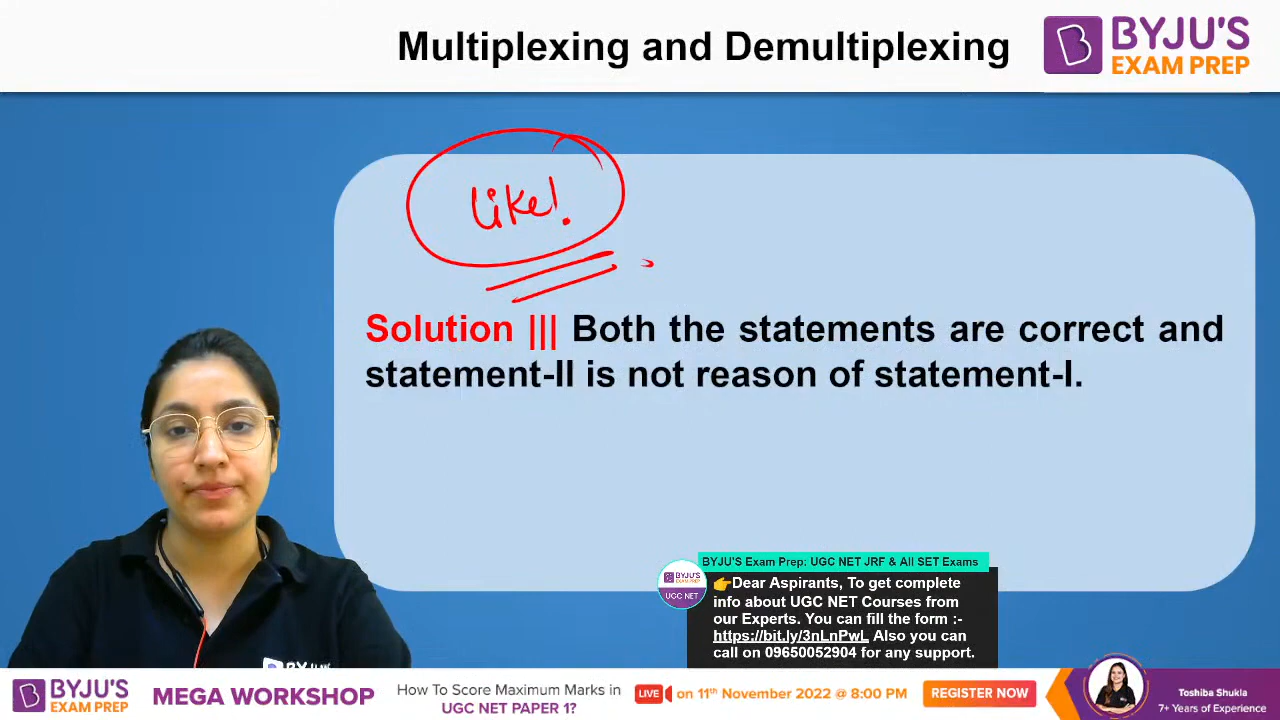 Multiplexing and Demultiplexing
BYJU'S
EXAM PREP
like!
Solution ||| Both the statements are correct and
statement-II is not reason of statement-I.
BYJU'S Exam Prep: UGC NET JRF & All SET Exams
BYJU'S
EXAM PREP
UGC NET
👉Dear Aspirants, To get complete
info about UGC NET Courses from
our Experts. You can fill the form :-
https://bit.ly/3nLnPwL Also you can
call on 09650052904 for any support.
BYJU'S
EXAM PREP
MEGA WORKSHOP
How To Score Maximum Marks in
UGC NET PAPER 1?
LIVE on 11th November 2022 @ 8:00 PM
REGISTER NOW
Toshiba Shukla
7+ Years of Experience